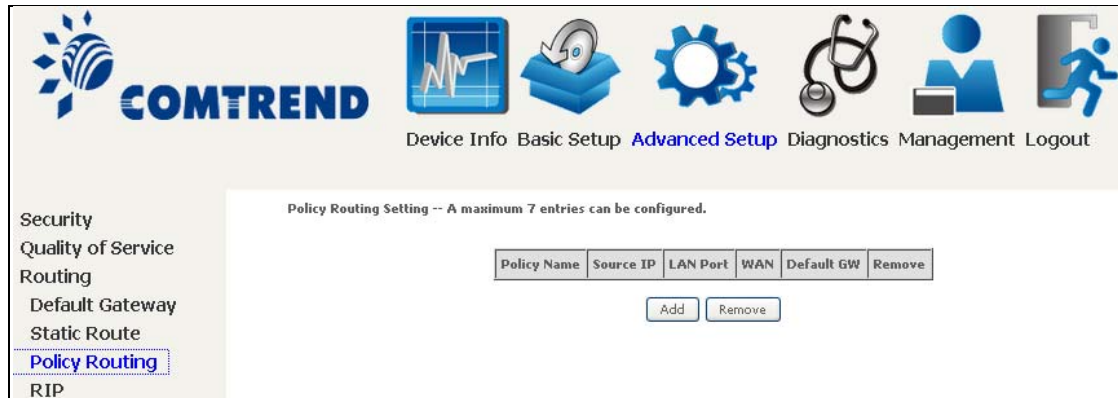 COMTREND
Device Info Basic Setup Advanced Setup Diagnostics Management Logout
Security
Quality of Service
Routing
Default Gateway
Static Route
Policy Routing
RIP
Policy Routing Setting -- A maximum 7 entries can be configured.
Policy Name Source IP LAN Port WAN Default GW Remove
Add Remove